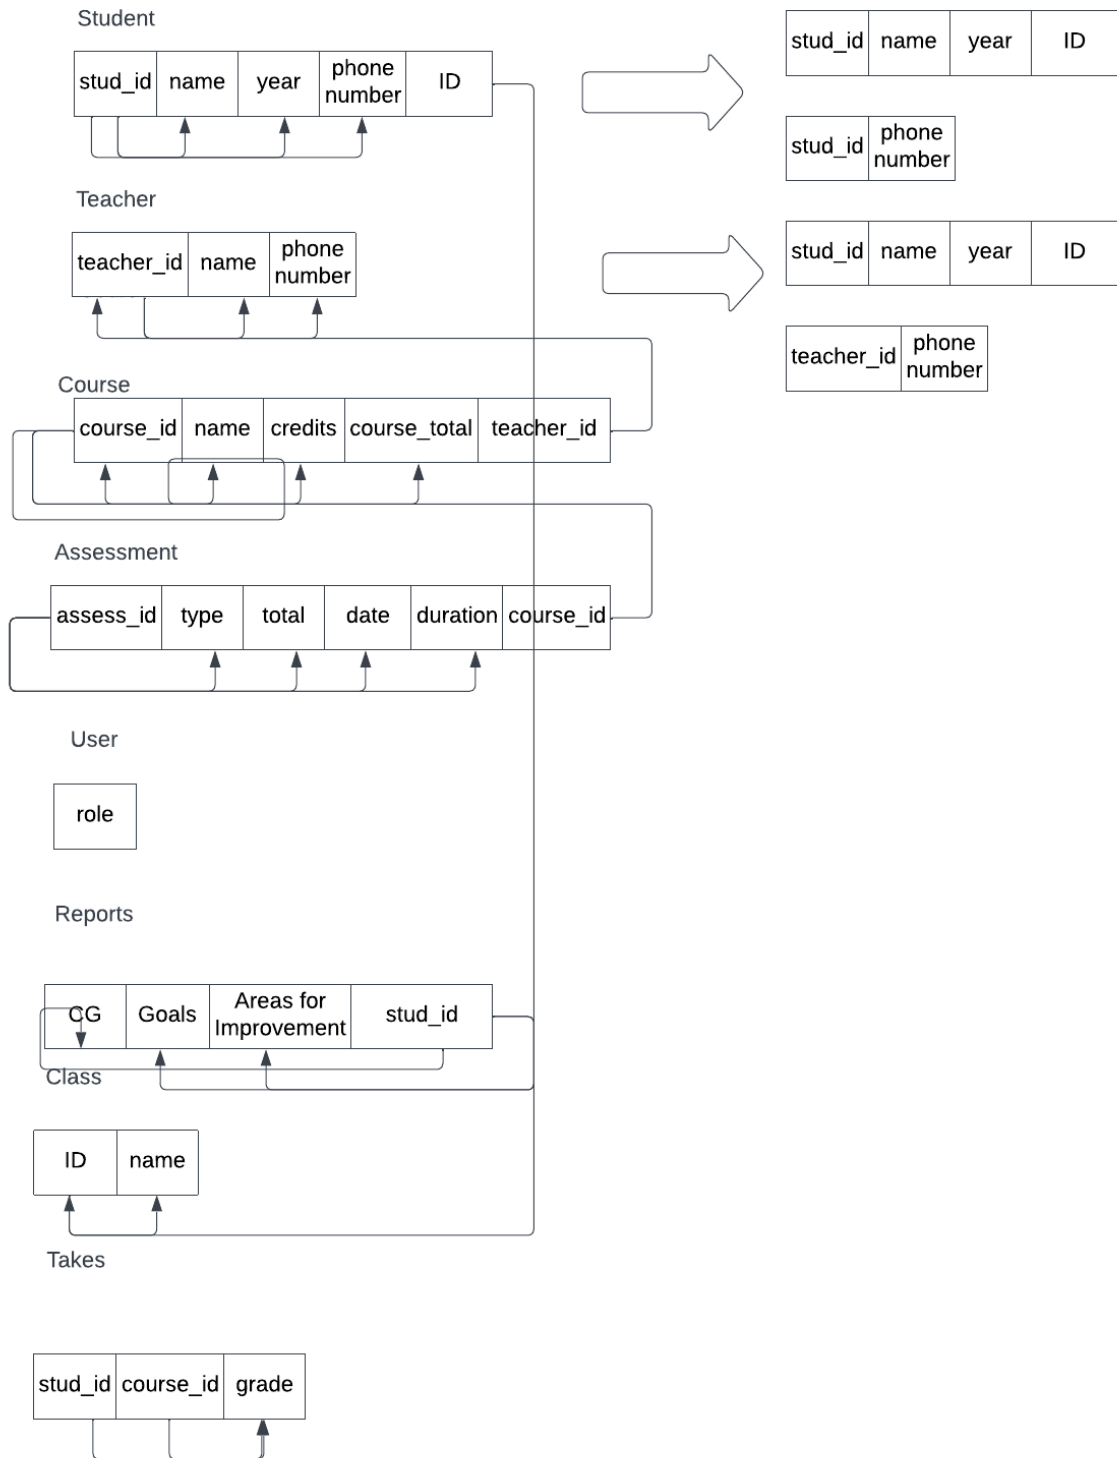 Student
stud_id name year phone number ID
stud_id name year ID
stud_id phone number
Teacher
teacher_id name phone number
stud_id name year ID
teacher_id phone number
Course
course_id name credits course_total teacher_id
Assessment
assess_id type total date duration course_id
User
role
Reports
CG Goals Areas for Improvement stud_id
Class
ID name
Takes
stud_id course_id grade